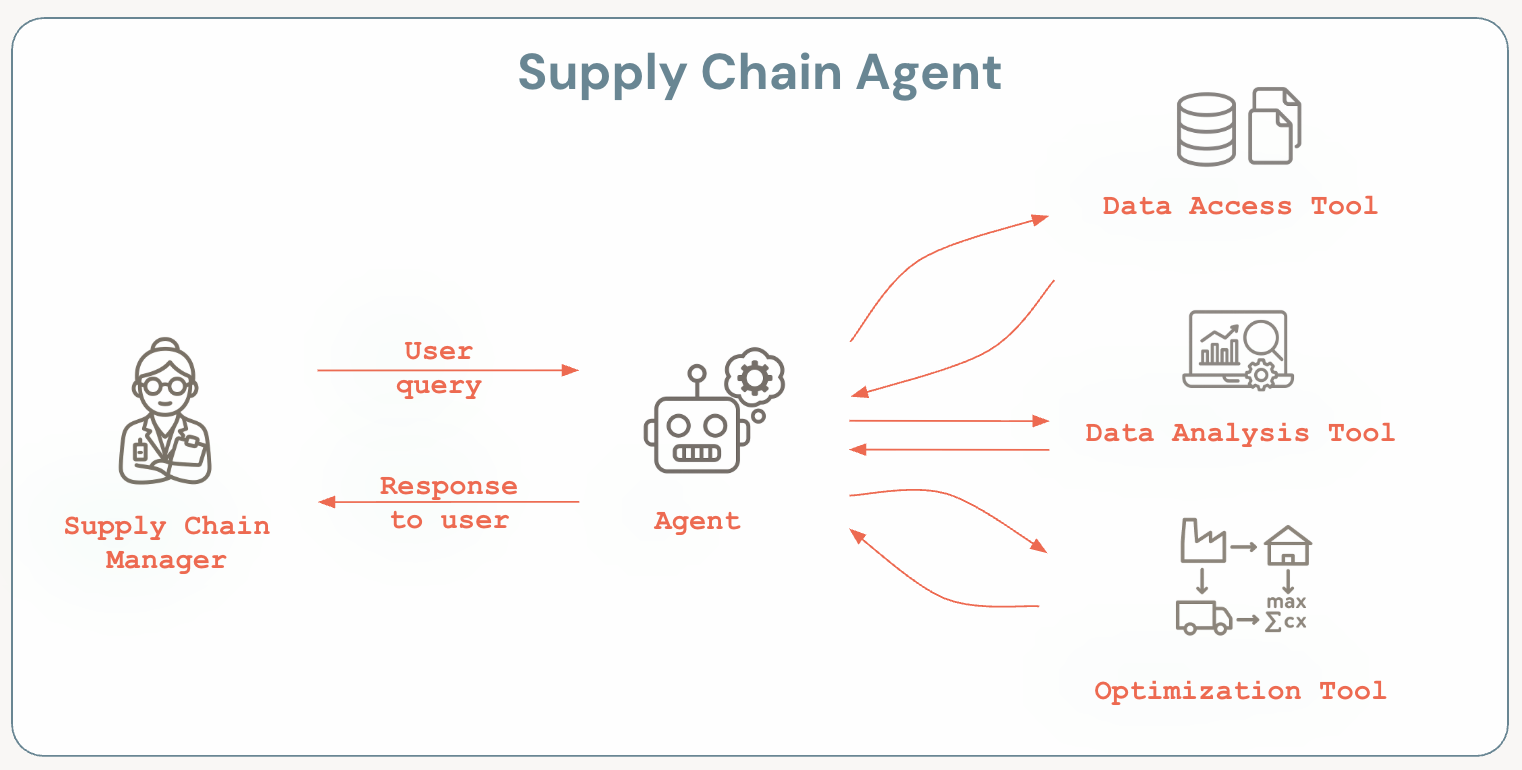 Supply Chain Agent
Data Access Tool
User
query
Data Analysis Tool
Response
to user
Supply Chain
Manager
Agent
max
∑cx
Optimization Tool